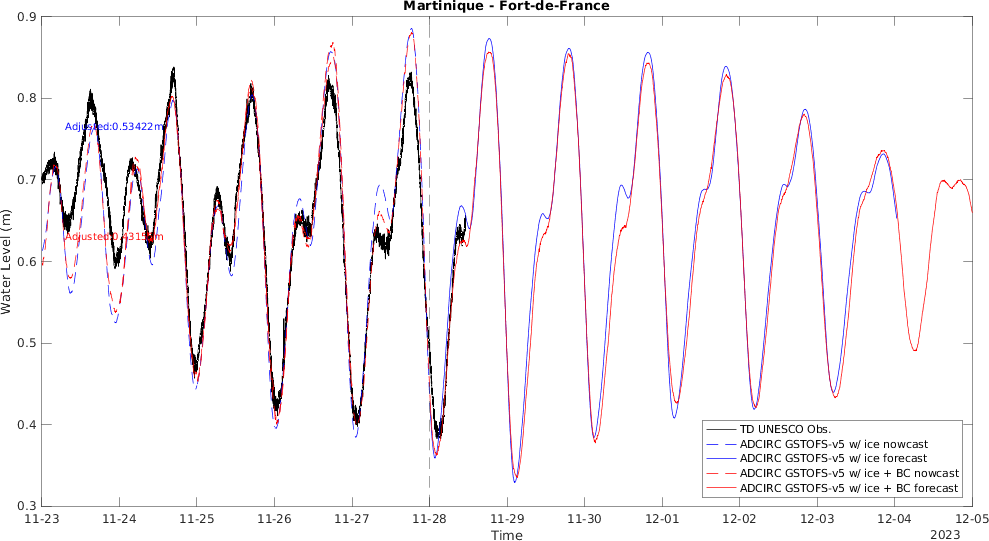 Martinique - Fort-de-France
0.9
0.8
0.7
0.6
0.5
0.4
0.3
Water Level (m)
Adjusted:0.53422m
TD UNESCO Obs.
ADCIRC GSTOFS-v5 w/ ice nowcast
ADCIRC GSTOFS-v5 w/ ice forecast
ADCIRC GSTOFS-v5 w/ ice + BC nowcast
ADCIRC GSTOFS-v5 w/ ice + BC forecast
11-23 11-24 11-25 11-26 11-27 11-28 11-29 11-30 12-01 12-02 12-03 12-04 12-05
Time
2023